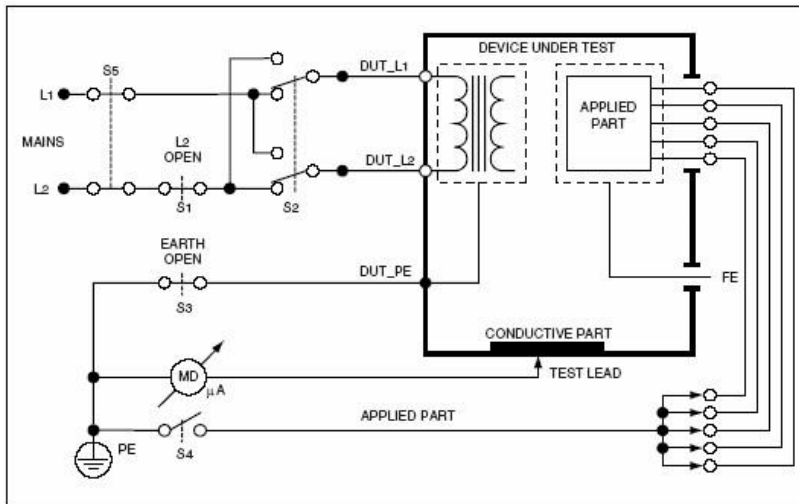 DEVICE UNDER TEST
S5
DUT_L1
L1
APPLIED
PART
MAINS
L2
OPEN
DUT_L2
L2
S1
S2
EARTH
OPEN
DUT_PE
FE
S3
CONDUCTIVE PART
MD
µA
TEST LEAD
APPLIED PART
PE
S4